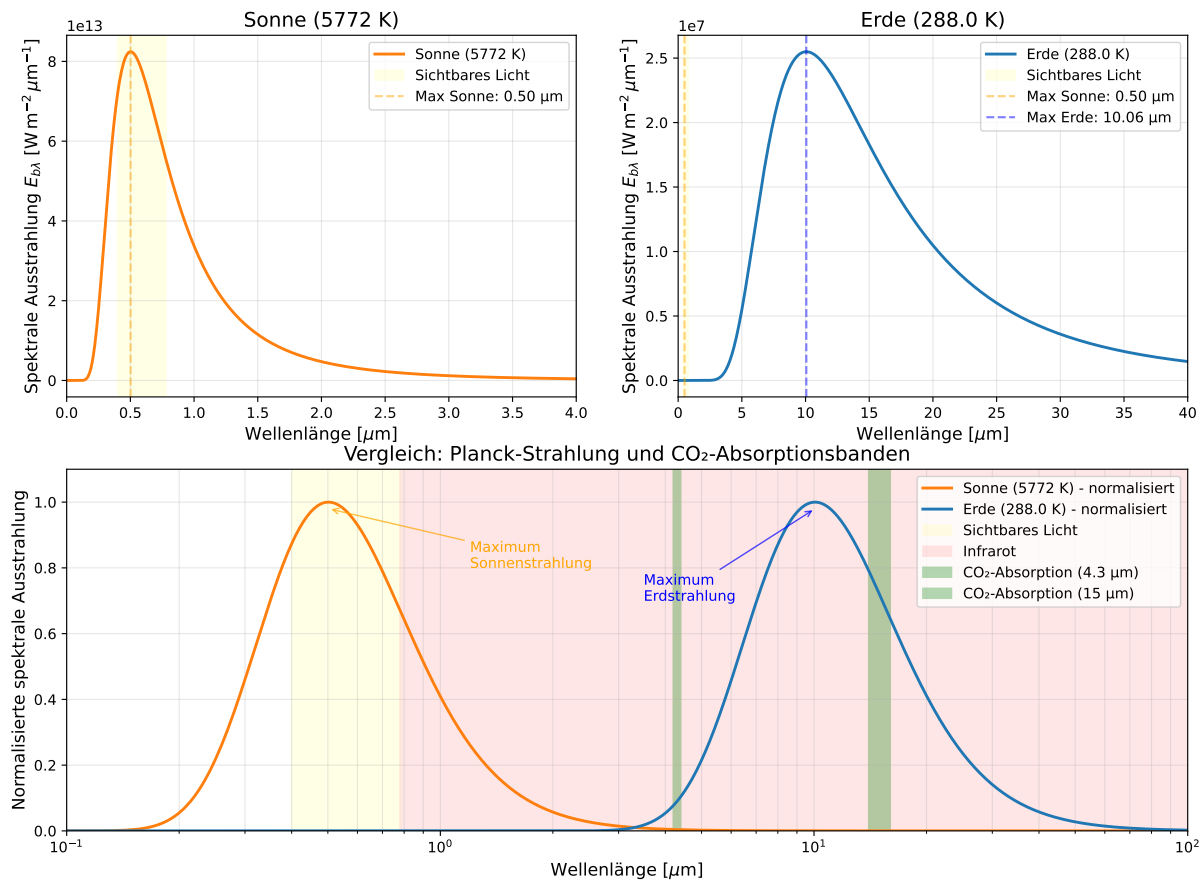 Sonne (5772 K)
1e13
Spektrale Ausstrahlung E_{bλ} [W m⁻² μm⁻¹]
8
6
4
2
0
Sonne (5772 K)
Sichtbares Licht
Max Sonne: 0.50 μm
0.0 0.5 1.0 1.5 2.0 2.5 3.0 3.5 4.0
Wellenlänge [μm]
Erde (288.0 K)
1e7
Spektrale Ausstrahlung E_{bλ} [W m⁻² μm⁻¹]
2.5
2.0
1.5
1.0
0.5
0.0
Erde (288.0 K)
Sichtbares Licht
Max Sonne: 0.50 μm
Max Erde: 10.06 μm
0 5 10 15 20 25 30 35 40
Wellenlänge [μm]
Vergleich: Planck-Strahlung und CO₂-Absorptionsbanden
Normalisierte spektrale Ausstrahlung
1.0
0.8
0.6
0.4
0.2
0.0
Maximum
Sonnenstrahlung
Maximum
Erdstrahlung
Sonne (5772 K) - normalisiert
Erde (288.0 K) - normalisiert
Sichtbares Licht
Infrarot
CO₂-Absorption (4.3 μm)
CO₂-Absorption (15 μm)
10⁻¹ 10⁰ 10¹ 10²
Wellenlänge [μm]